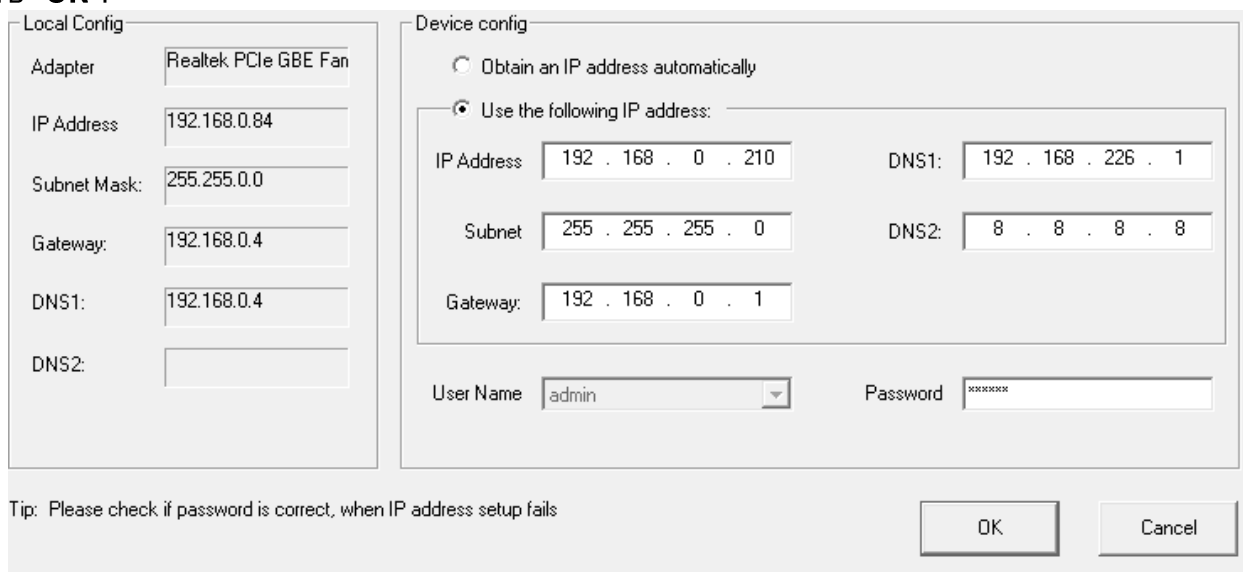 Local Config
Adapter Realtek PCIe GBE Fan
IP Address 192.168.0.84
Subnet Mask: 255.255.0.0
Gateway: 192.168.0.4
DNS1: 192.168.0.4
DNS2:
Device config
Obtain an IP address automatically
Use the following IP address:
IP Address 192 . 168 . 0 . 210 DNS1: 192 . 168 . 226 . 1
Subnet 255 . 255 . 255 . 0 DNS2: 8 . 8 . 8 . 8
Gateway: 192 . 168 . 0 . 1
User Name admin Password ******
Tip: Please check if password is correct, when IP address setup fails
OK Cancel